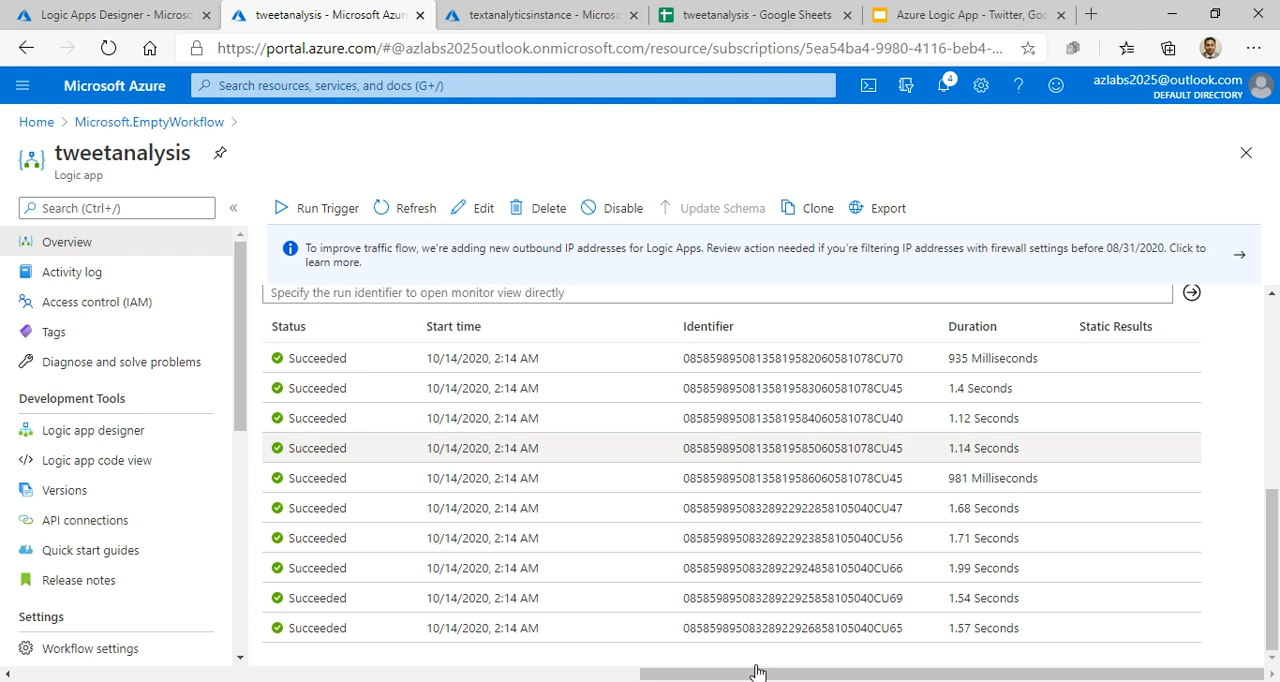 Logic Apps Designer - Microso
tweetanalysis - Microsoft Azur
textanalyticsinstance - Microso
tweetanalysis - Google Sheets
Azure Logic App - Twitter, Goo
https://portal.azure.com/#@azlabs2025outlook.onmicrosoft.com/resource/subscriptions/5ea54ba4-9980-4116-beb4-...
Microsoft Azure
Search resources, services, and docs (G+/)
4
azlabs2025@outlook.com
DEFAULT DIRECTORY
Home > Microsoft.EmptyWorkflow >
tweetanalysis
Logic app
Search (Ctrl+/)
«
Run Trigger
Refresh
Edit
Delete
Disable
Update Schema
Clone
Export
Overview
Activity log
Access control (IAM)
Tags
Diagnose and solve problems
Development Tools
Logic app designer
Logic app code view
Versions
API connections
Quick start guides
Release notes
Settings
Workflow settings
To improve traffic flow, we're adding new outbound IP addresses for Logic Apps. Review action needed if you're filtering IP addresses with firewall settings before 08/31/2020. Click to
learn more.
Specify the run identifier to open monitor view directly
Status Start time Identifier Duration Static Results
Succeeded 10/14/2020, 2:14 AM 08585989508135819582060581078CU70 935 Milliseconds
Succeeded 10/14/2020, 2:14 AM 08585989508135819583060581078CU45 1.4 Seconds
Succeeded 10/14/2020, 2:14 AM 08585989508135819584060581078CU40 1.12 Seconds
Succeeded 10/14/2020, 2:14 AM 08585989508135819585060581078CU45 1.14 Seconds
Succeeded 10/14/2020, 2:14 AM 08585989508135819586060581078CU45 981 Milliseconds
Succeeded 10/14/2020, 2:14 AM 08585989508328922922858105040CU47 1.68 Seconds
Succeeded 10/14/2020, 2:14 AM 08585989508328922923858105040CU56 1.71 Seconds
Succeeded 10/14/2020, 2:14 AM 08585989508328922924858105040CU66 1.99 Seconds
Succeeded 10/14/2020, 2:14 AM 08585989508328922925858105040CU69 1.54 Seconds
Succeeded 10/14/2020, 2:14 AM 08585989508328922926858105040CU65 1.57 Seconds